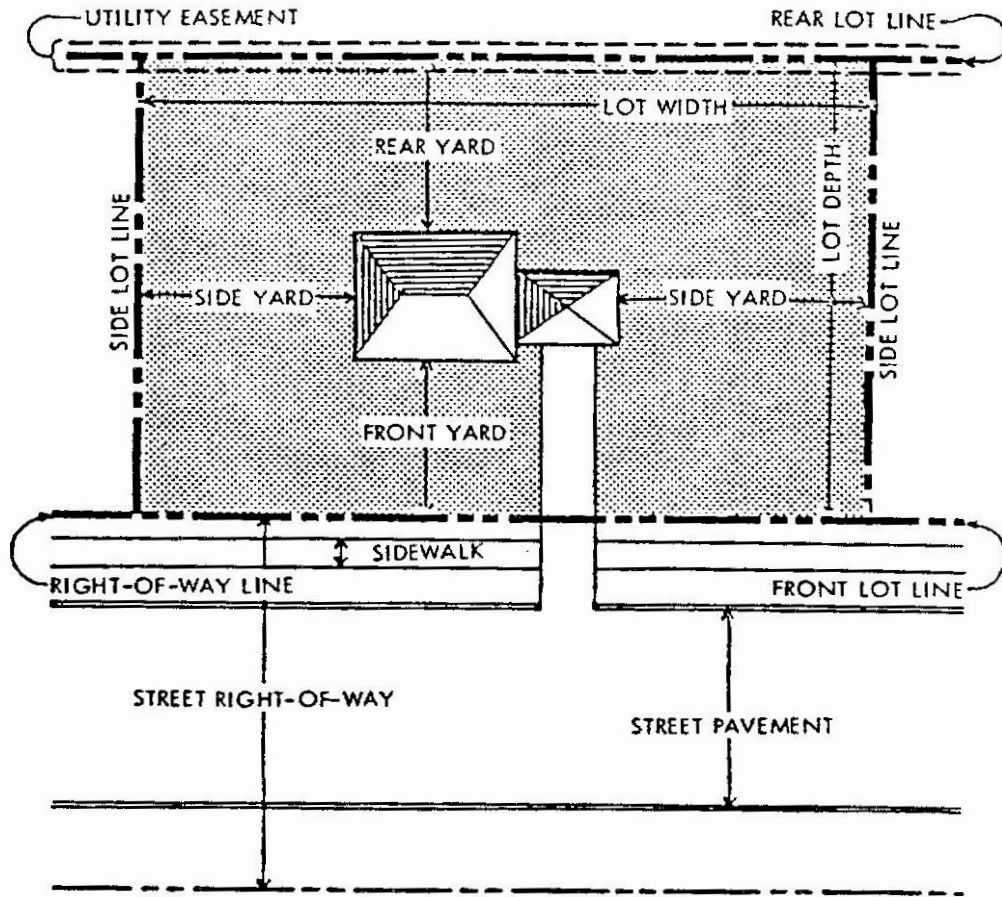 UTILITY EASEMENT
REAR LOT LINE
LOT WIDTH
REAR YARD
SIDE LOT LINE
LOT DEPTH
SIDE LOT LINE
SIDE YARD
SIDE YARD
FRONT YARD
SIDEWALK
RIGHT-OF-WAY LINE
FRONT LOT LINE
STREET RIGHT-OF-WAY
STREET PAVEMENT